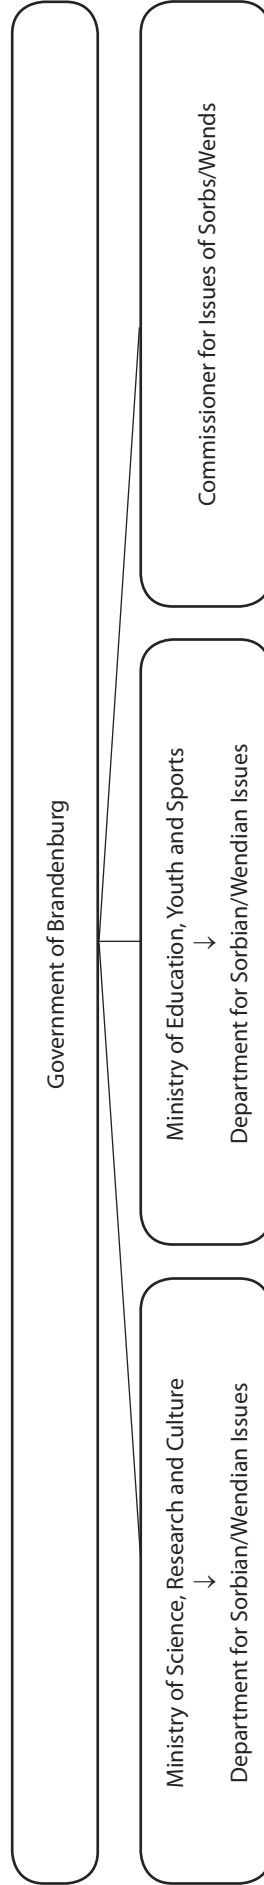 Government of Brandenburg
Ministry of Science, Research and Culture
↓
Department for Sorbian/Wendian Issues
Ministry of Education, Youth and Sports
↓
Department for Sorbian/Wendian Issues
Commissioner for Issues of Sorbs/Wends